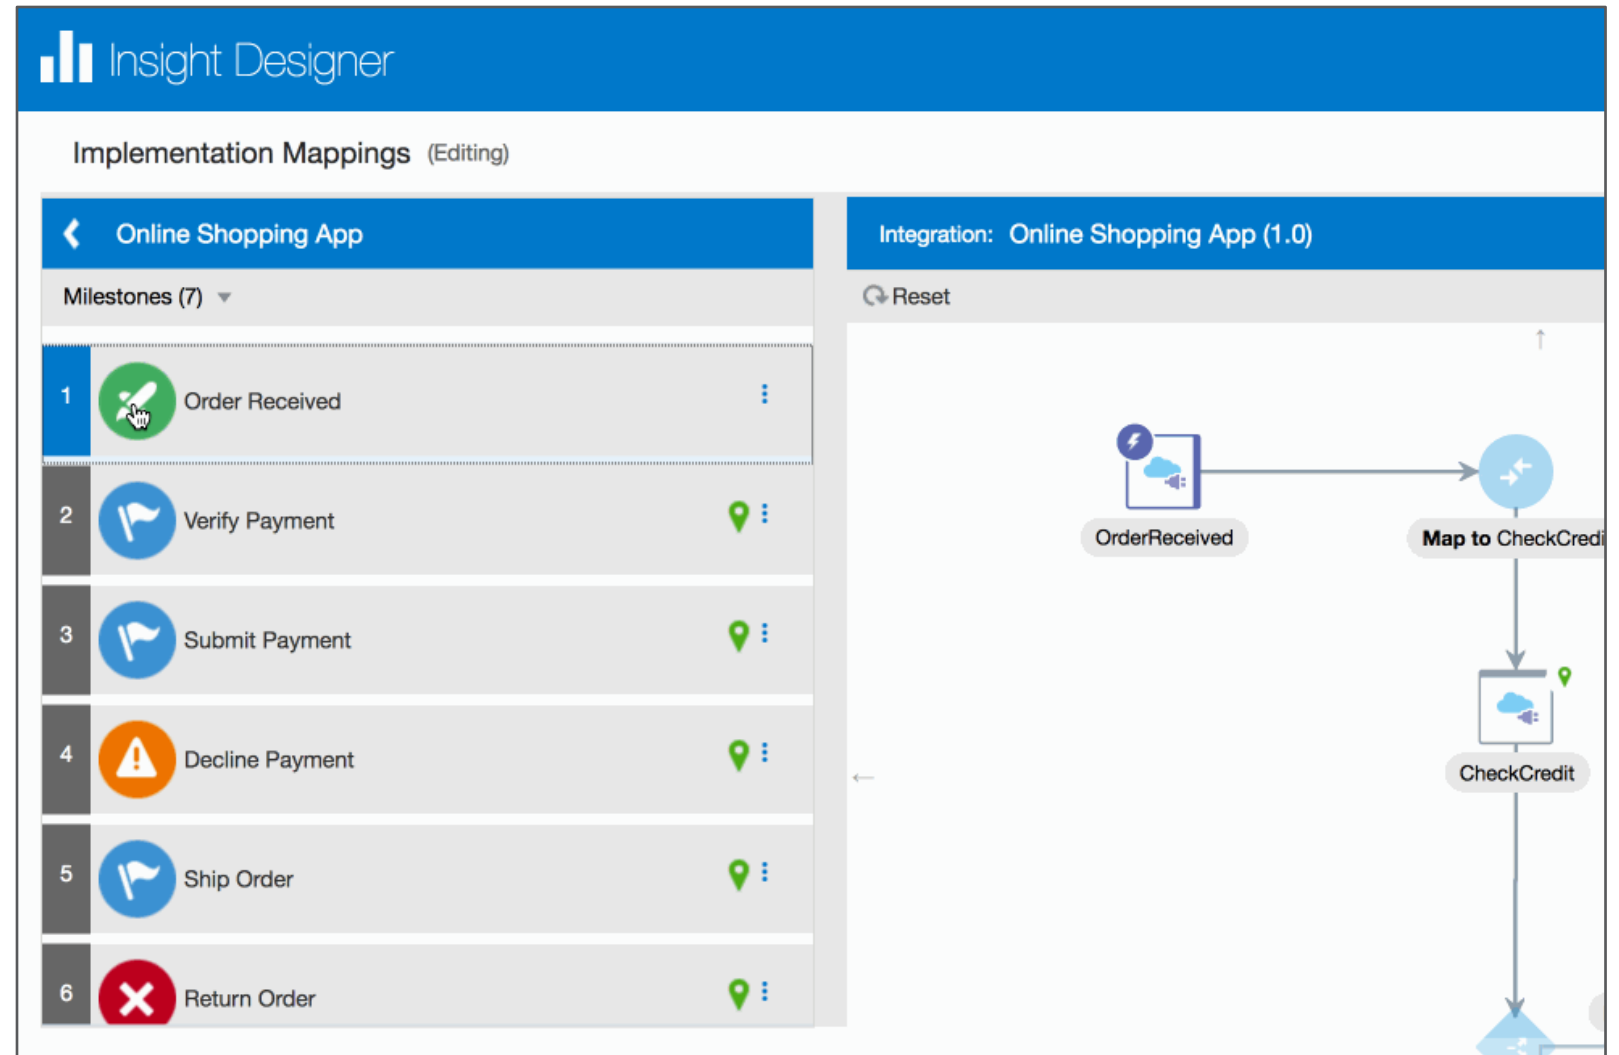 Insight Designer
Implementation Mappings (Editing)
Online Shopping App
Milestones (7)
1 Order Received
2 Verify Payment
3 Submit Payment
4 Decline Payment
5 Ship Order
6 Return Order
Integration: Online Shopping App (1.0)
Reset
OrderReceived
Map to CheckCredi
CheckCredit